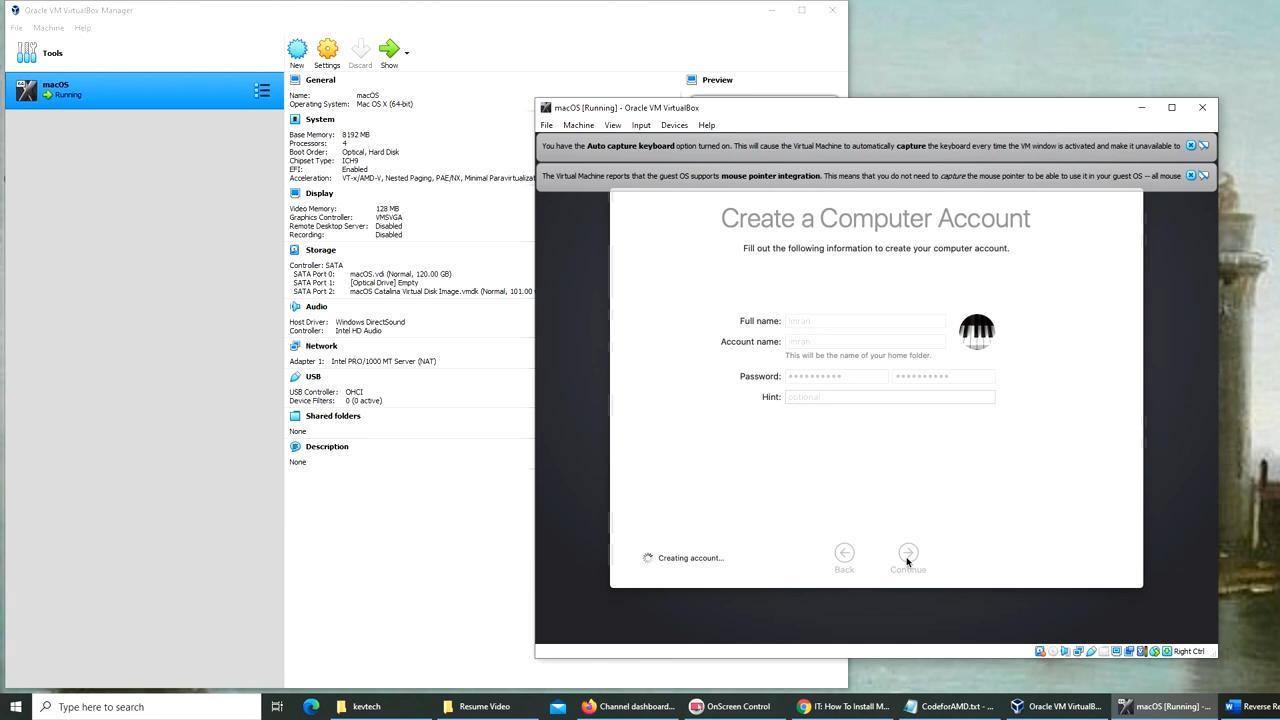 Oracle VM VirtualBox Manager
File Machine Help
Tools
New Settings Discard Show
64
macOS
Running
General
Name: macOS
Operating System: Mac OS X (64-bit)
Preview
System
Base Memory: 8192 MB
Processors: 4
Boot Order: Optical, Hard Disk
Chipset Type: ICH9
EFI: Enabled
Acceleration: VT-x/AMD-V, Nested Paging, PAE/NX, Minimal Paravirtualizat
Display
Video Memory: 128 MB
Graphics Controller: VMSVGA
Remote Desktop Server: Disabled
Recording: Disabled
Storage
Controller: SATA
SATA Port 0: macOS.vdi (Normal, 120.00 GB)
SATA Port 1: [Optical Drive] Empty
SATA Port 2: macOS Catalina Virtual Disk Image.vmdk (Normal, 101.00
Audio
Host Driver: Windows DirectSound
Controller: Intel HD Audio
Network
Adapter 1: Intel PRO/1000 MT Server (NAT)
USB
USB Controller: OHCI
Device Filters: 0 (0 active)
Shared folders
None
Description
None
macOS [Running] - Oracle VM VirtualBox
File Machine View Input Devices Help
You have the Auto capture keyboard option turned on. This will cause the Virtual Machine to automatically capture the keyboard every time the VM window is activated and make it unavailable to
The Virtual Machine reports that the guest OS supports mouse pointer integration. This means that you do not need to capture the mouse pointer to be able to use it in your guest OS -- all mouse
Create a Computer Account
Fill out the following information to create your computer account.
Full name: Imran
Account name: imran
This will be the name of your home folder.
Password: •••••••••• ••••••••••
Hint: optional
Creating account...
Back Continue
Right Ctrl
Type here to search
kevtech
Resume Video
Channel dashboard...
OnScreen Control
IT: How To Install M...
CodeforAMD.txt - ...
Oracle VM VirtualB...
macOS [Running] -...
Reverse Ro